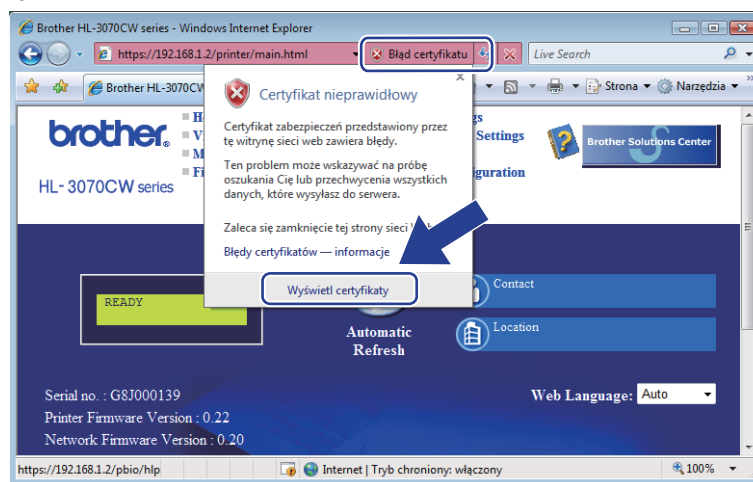 Brother HL-3070CW series - Windows Internet Explorer
https://192.168.1.2/printer/main.html
Błąd certyfikatu
Live Search
Brother HL-3070CW
Strona
Narzędzia
Certyfikat nieprawidłowy
Certyfikat zabezpieczeń przedstawiony przez
tę witrynę sieci web zawiera błędy.
Ten problem może wskazywać na próbę
oszukania Cię lub przechwycenia wszystkich
danych, które wysyłasz do serwera.
Zaleca się zamknięcie tej strony sieci
Błędy certyfikatów — informacje
Wyświetl certyfikaty
brother
HL-3070CW series
Settings
Brother Solutions Center
READY
Automatic
Refresh
Contact
Location
Serial no. : G8J000139
Printer Firmware Version : 0.22
Network Firmware Version : 0.20
Web Language: Auto
https://192.168.1.2/pbio/hlp
Internet | Tryb chroniony: włączony
100%